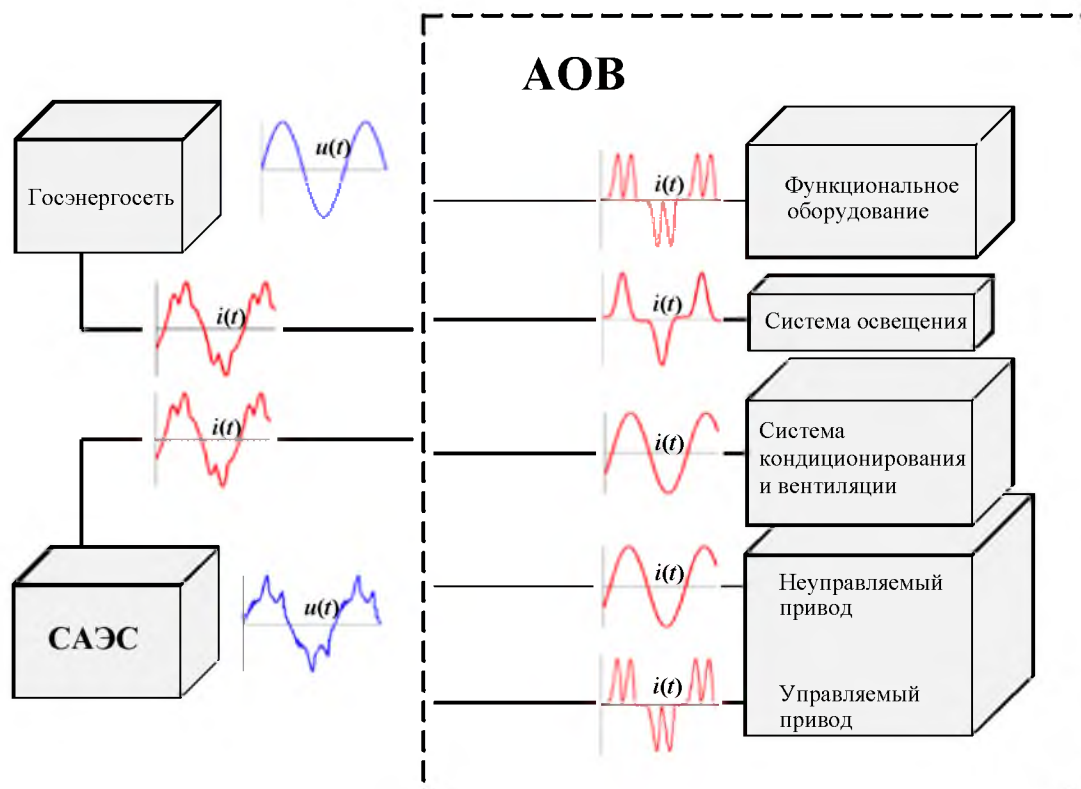 АОВ
Госэнергосеть
u(t)
i(t)
i(t)
САЭС
u(t)
i(t)
Функциональное
оборудование
i(t)
Система освещения
i(t)
Система
кондиционирования
и вентиляции
i(t)
Неуправляемый
привод
i(t)
Управляемый
привод